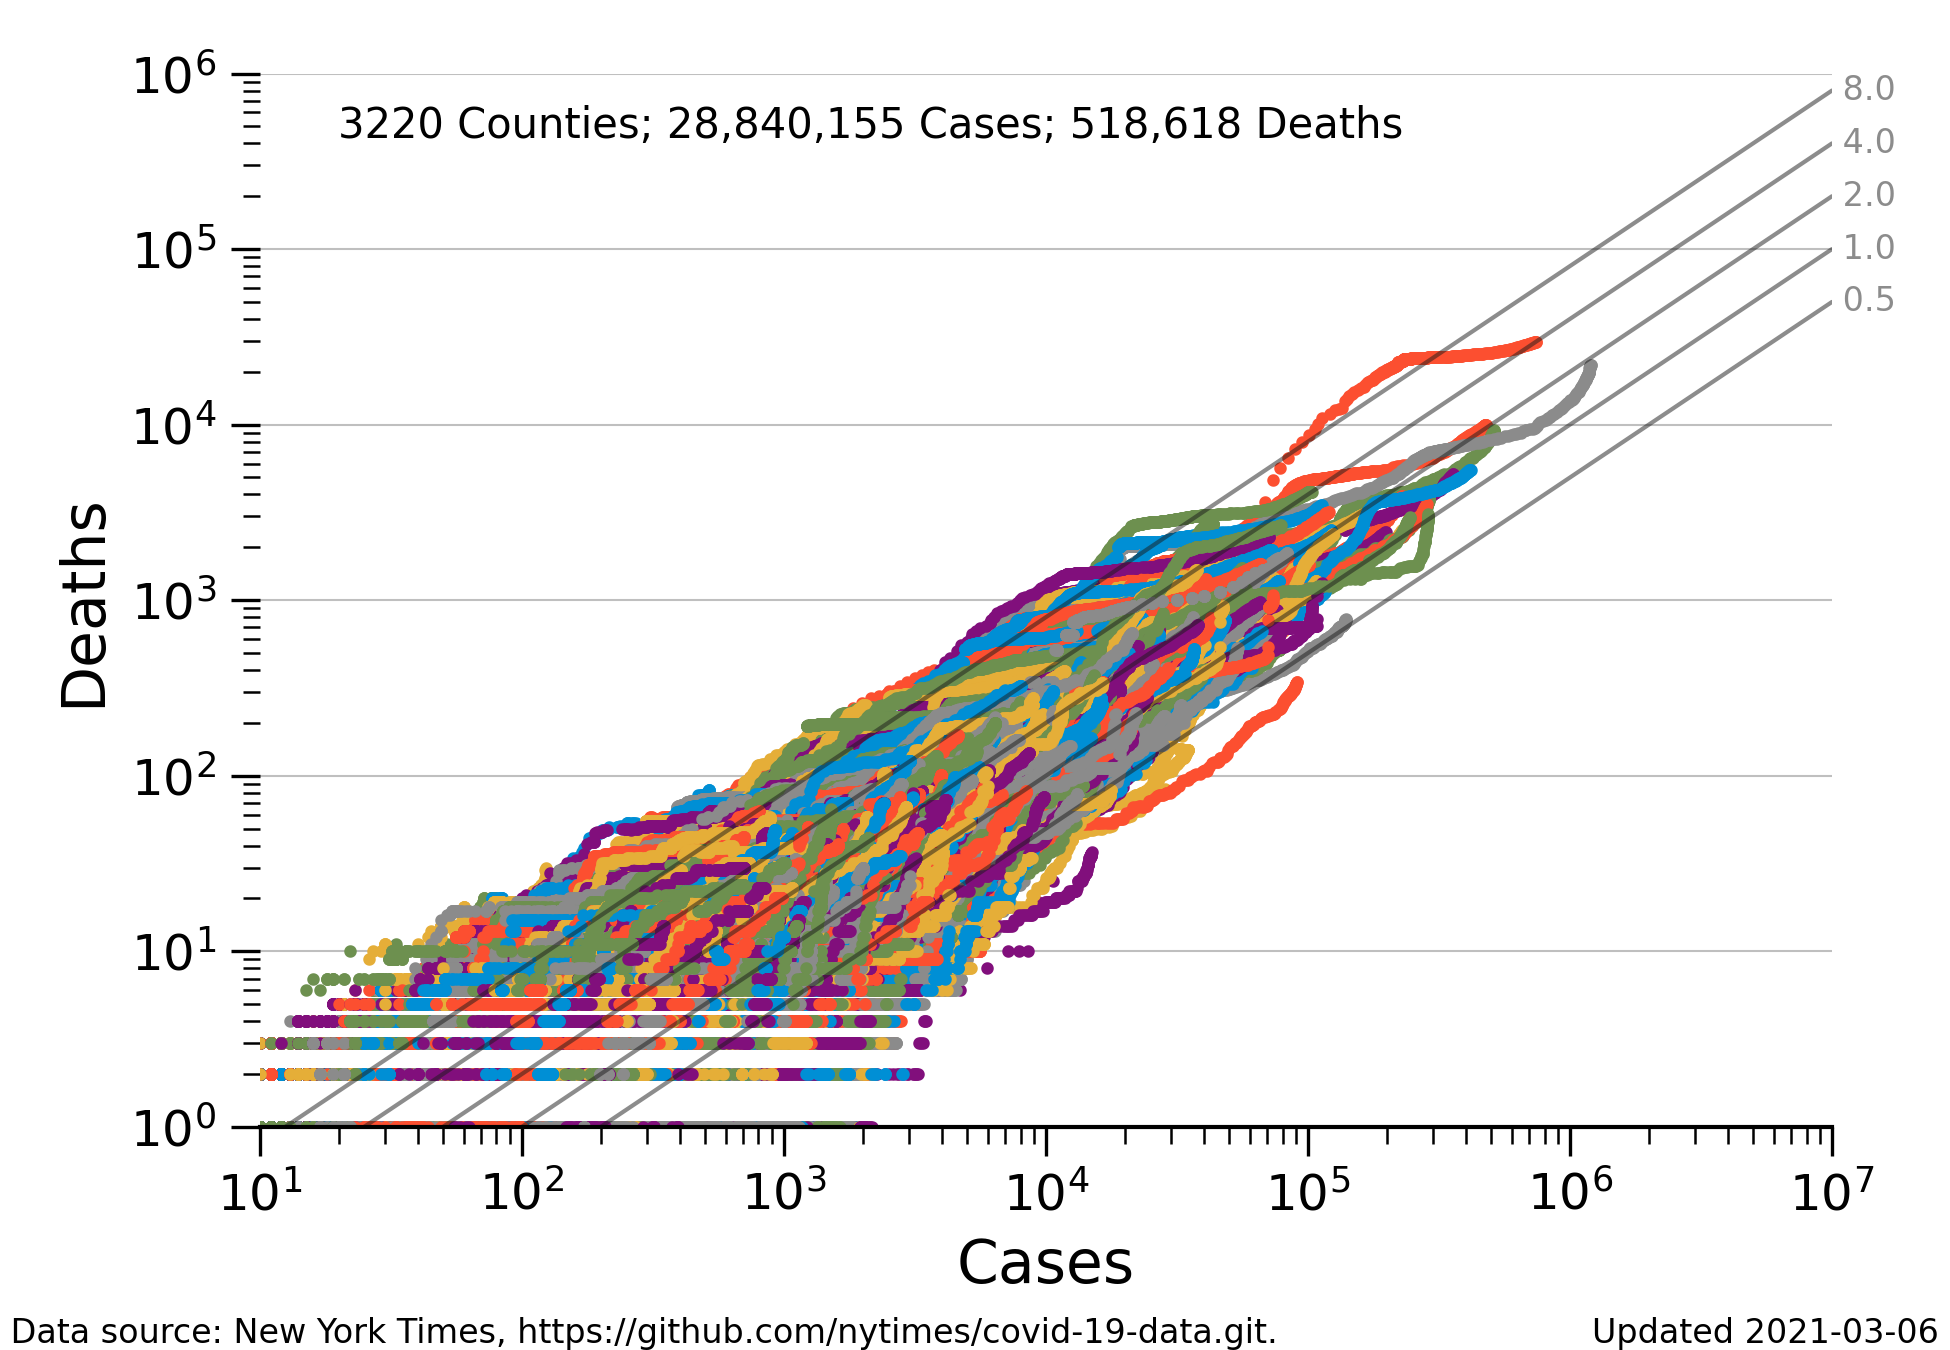 3220 Counties; 28,840,155 Cases; 518,618 Deaths
10⁶
10⁵
10⁴
10³
10²
10¹
10⁰
Deaths
8.0
4.0
2.0
1.0
0.5
10¹ 10² 10³ 10⁴ 10⁵ 10⁶ 10⁷
Cases
Data source: New York Times, https://github.com/nytimes/covid-19-data.git. Updated 2021-03-06